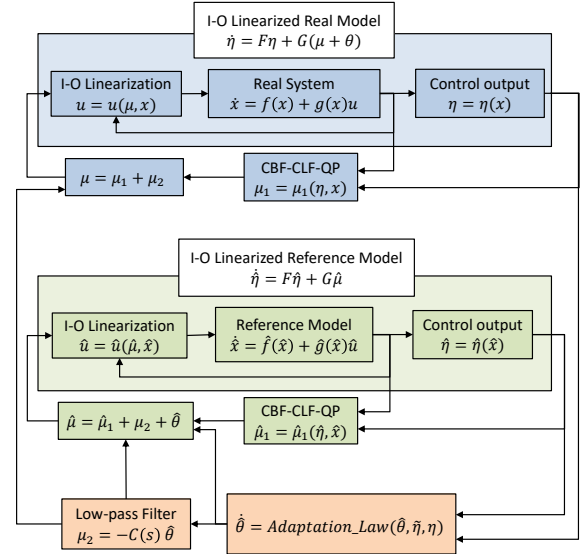 I-O Linearized Real Model
η̇ = Fη + G(μ + θ)
I-O Linearization
u = u(μ, x)
Real System
ẋ = f(x) + g(x)u
Control output
η = η(x)
μ = μ₁ + μ₂
CBF-CLF-QP
μ₁ = μ₁(η, x)
I-O Linearized Reference Model
η̂̇ = Fη̂ + Gμ̂
I-O Linearization
û = û(μ̂, x̂)
Reference Model
x̂̇ = f̂(x̂) + ĝ(x̂)û
Control output
η̂ = η̂(x̂)
μ̂ = μ̂₁ + μ₂ + θ̂
CBF-CLF-QP
μ̂₁ = μ̂₁(η̂, x̂)
Low-pass Filter
μ₂ = −C(s) θ̂
θ̂̇ = Adaptation_Law(θ̂, η̃, η)